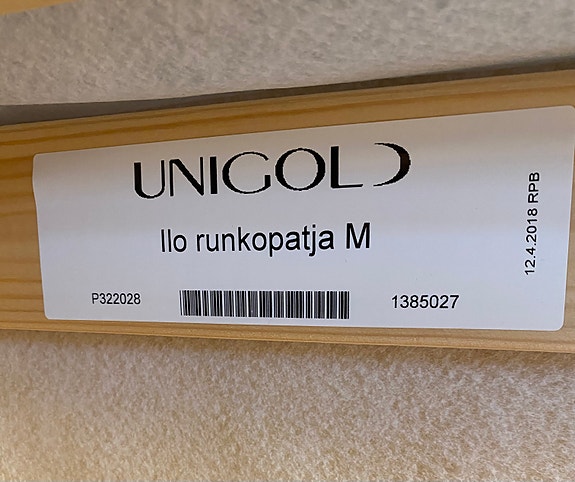 UNIGOLD
Ilo runkopatja M
P322028
1385027
12.4.2018 RPB